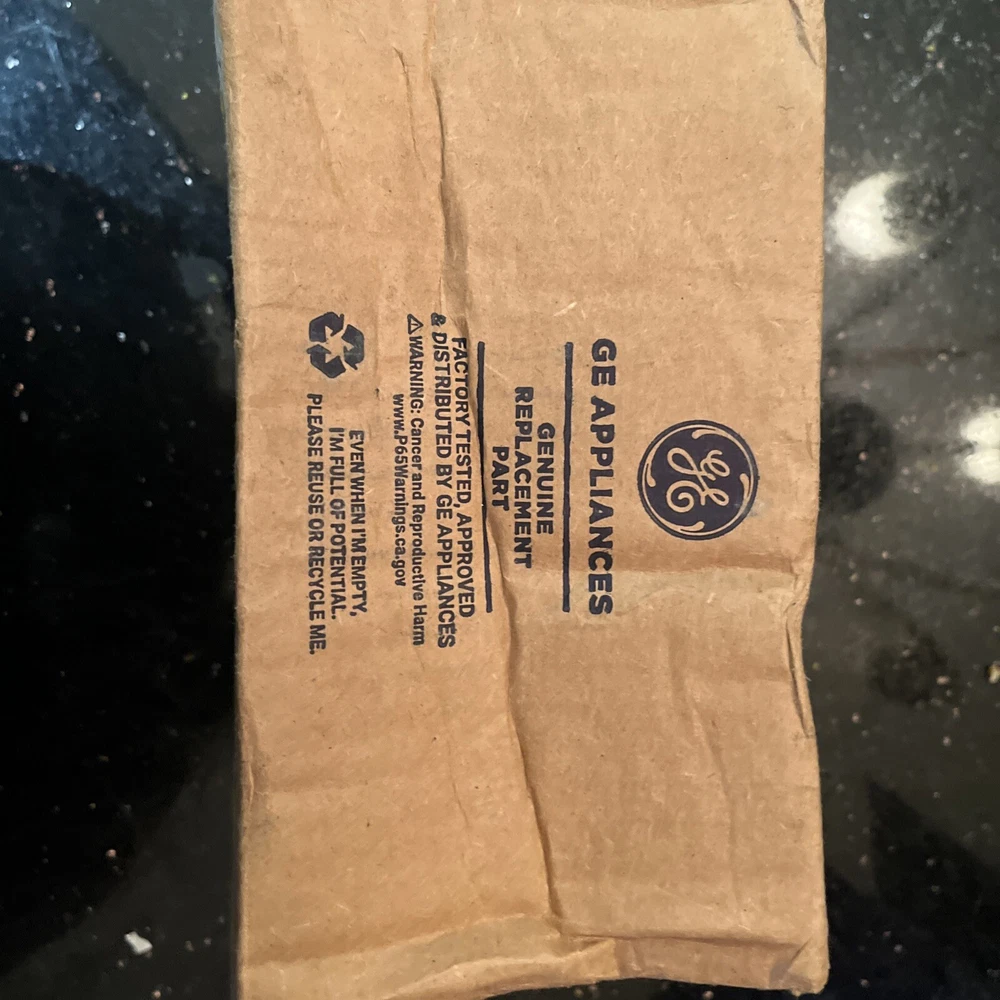 GE
GE APPLIANCES
GENUINE
REPLACEMENT
PART
FACTORY TESTED, APPROVED
& DISTRIBUTED BY GE APPLIANCES
⚠WARNING: Cancer and Reproductive Harm
www.P65Warnings.ca.gov
EVEN WHEN I'M EMPTY,
I'M FULL OF POTENTIAL.
PLEASE REUSE OR RECYCLE ME.